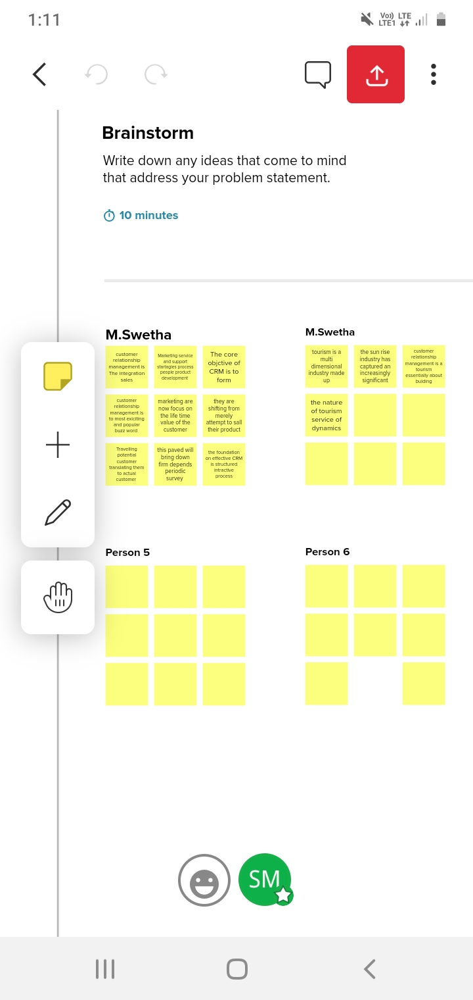 1:11
Vo)) LTE
LTE1
Brainstorm
Write down any ideas that come to mind
that address your problem statement.
10 minutes
M.Swetha
customer
relationship
management is
The integration
sales
Marketing service
and support
startagies process
people product
development
The core
objctive of
CRM is to
form
customer
relationship
management is
to most exiciting
and popular
buzz word
marketing are
now focus on
the life time
value of the
customer
they are
shifting from
merely
attempt to sall
their product
Travelling
potential
customer
translating them
to actual
customer
this paved will
bring down
firm depends
periodic
survey
the foundation
on effective CRM
is structured
intractive
process
M.Swetha
tourism is a
multi
dimensional
industry made
up
the sun rise
industry has
captured an
increasingly
significant
customer
relationship
management is a
tourism
essentially about
bulding
the nature
of tourism
service of
dynamics
Person 5
Person 6
SM